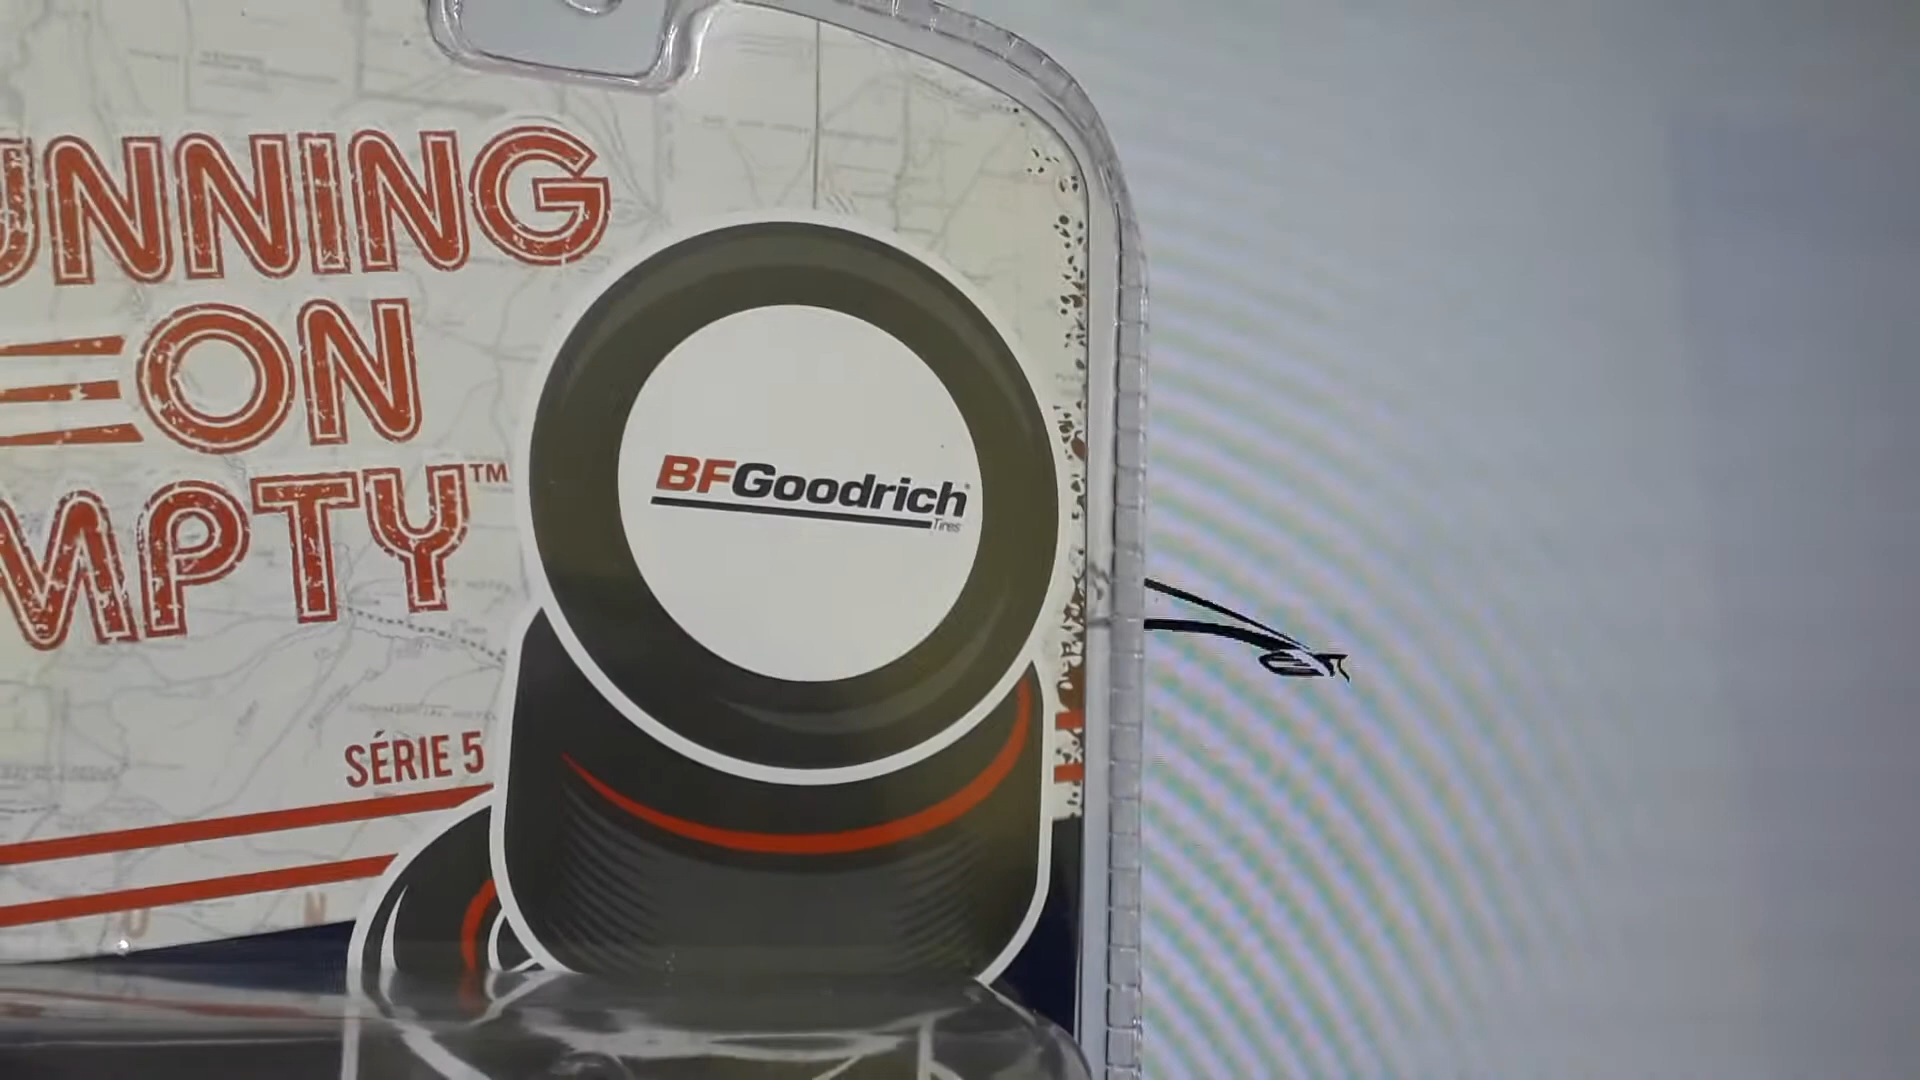 UNNING
ON
MPTY™
BFGoodrich®
Tires
SÉRIE 5